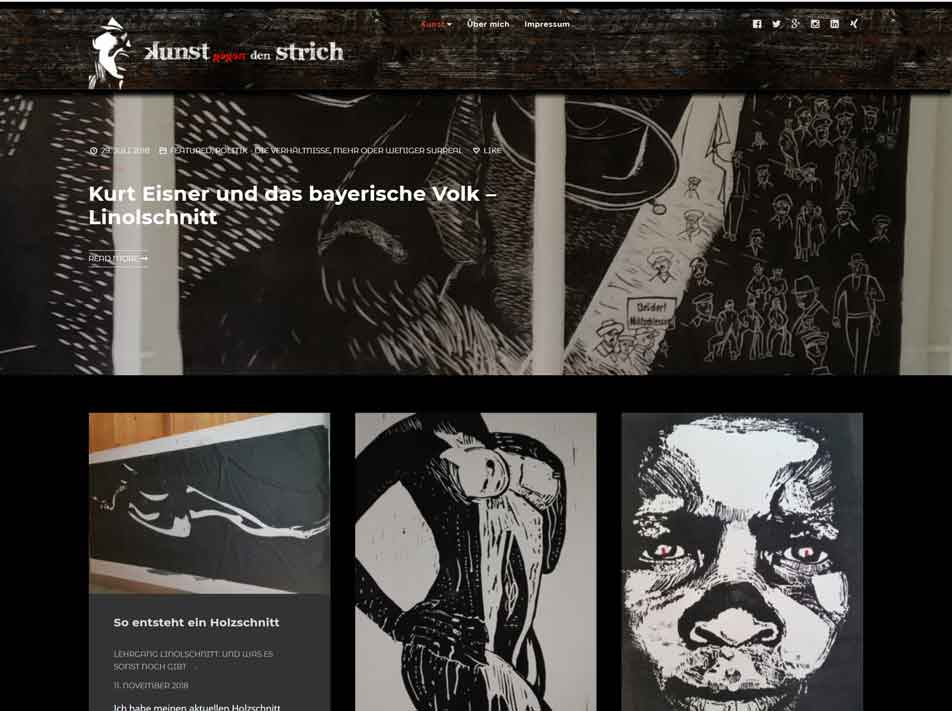 Kunst Über mich Impressum
Kunst gegen den strich
29. JULI 2018 FEATURED, POLITIK - DIE VERHÄLTNISSE, MEHR ODER WENIGER SURREAL LIKE
Kurt Eisner und das bayerische Volk –
Linolschnitt
READ MORE
Brüder!
So entsteht ein Holzschnitt
LEHRGANG LINOLSCHNITT: UND WAS ES
SONST NOCH GIBT
11. NOVEMBER 2018
Ich habe meinen aktuellen Holzschnitt